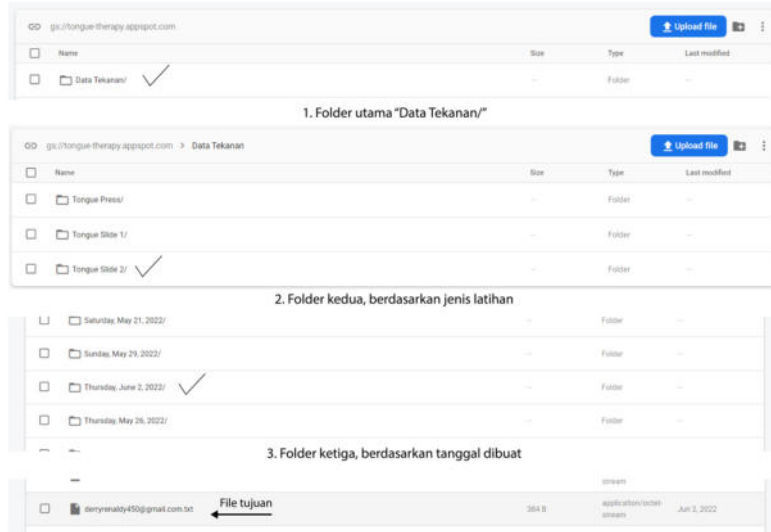 gs://tongue-therapy.appspot.com Upload file
Name Size Type Last modified
Data Tekanan/ -- Folder --
1. Folder utama "Data Tekanan/"
gs://tongue-therapy.appspot.com > Data Tekanan Upload file
Name Size Type Last modified
Tongue Press/ -- Folder --
Tongue Slide 1/ -- Folder --
Tongue Slide 2/ -- Folder --
2. Folder kedua, berdasarkan jenis latihan
Saturday, May 21, 2022/ -- Folder --
Sunday, May 29, 2022/ -- Folder --
Thursday, June 2, 2022/ -- Folder --
Thursday, May 26, 2022/ -- Folder --
3. Folder ketiga, berdasarkan tanggal dibuat
stream
derryrenaldy450@gmail.com.txt File tujuan 364 B application/octet-
stream Jun 2, 2022